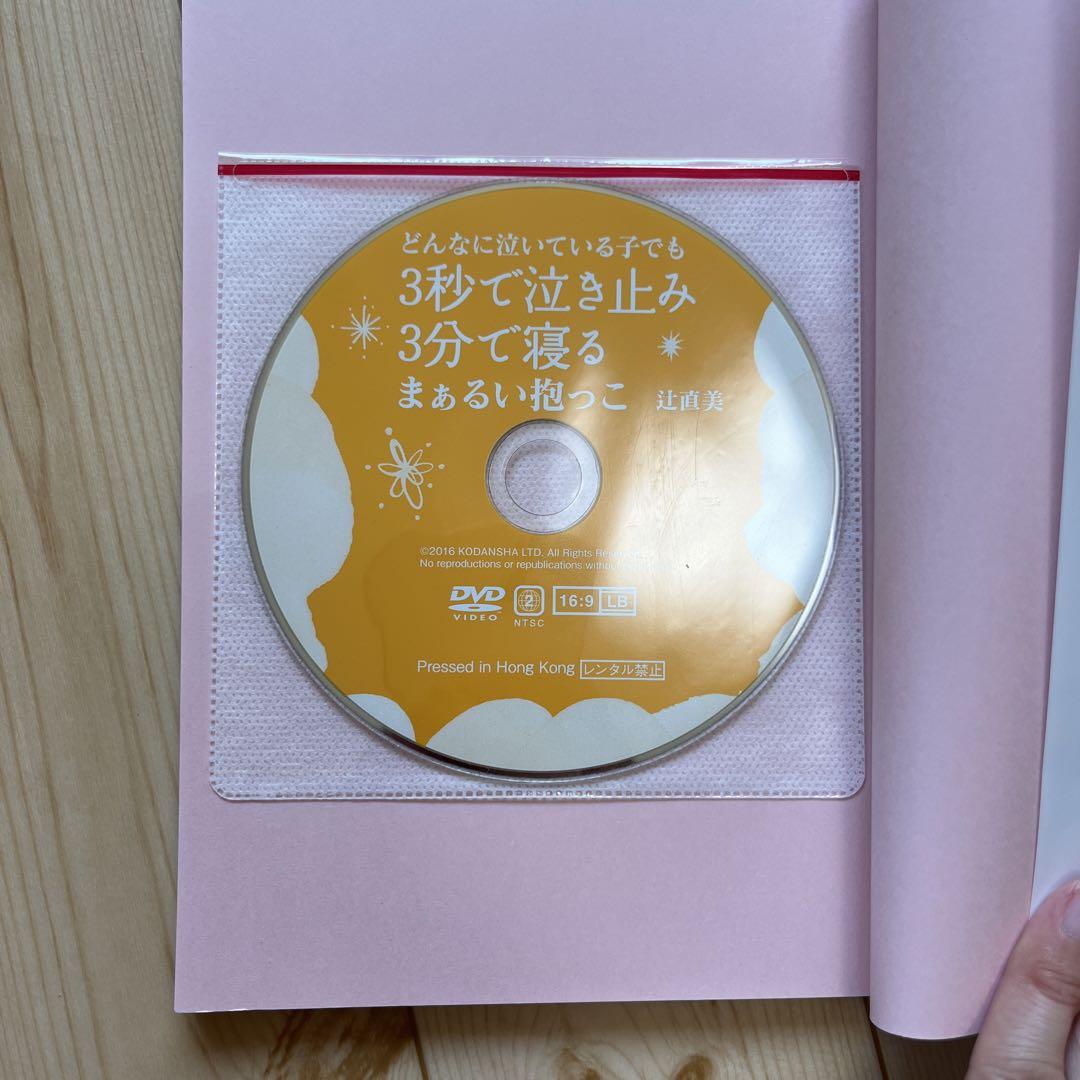 どんなに泣いている子でも
3秒で泣き止み
3分で寝る
まぁるい抱っこ 辻直美
©2016 KODANSHA LTD. All Rights
No reproductions or republications
DVD VIDEO
2 NTSC
16:9 LB
Pressed in Hong Kong レンタル禁止